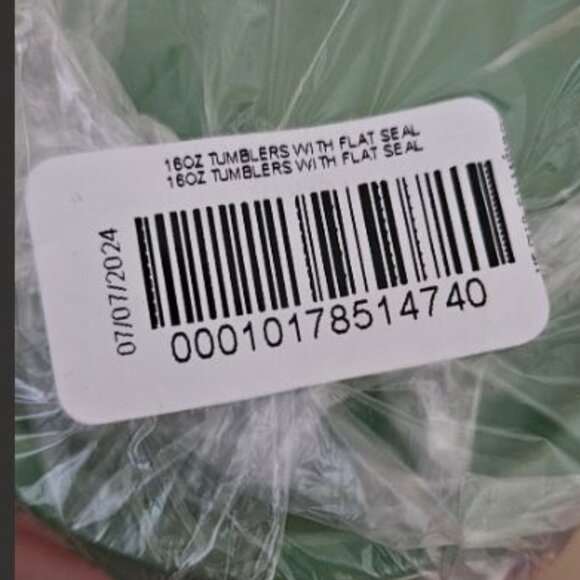 16OZ TUMBLERS WITH FLAT SEAL
16OZ TUMBLERS WITH FLAT SEAL
07/07/2024
00010178514740